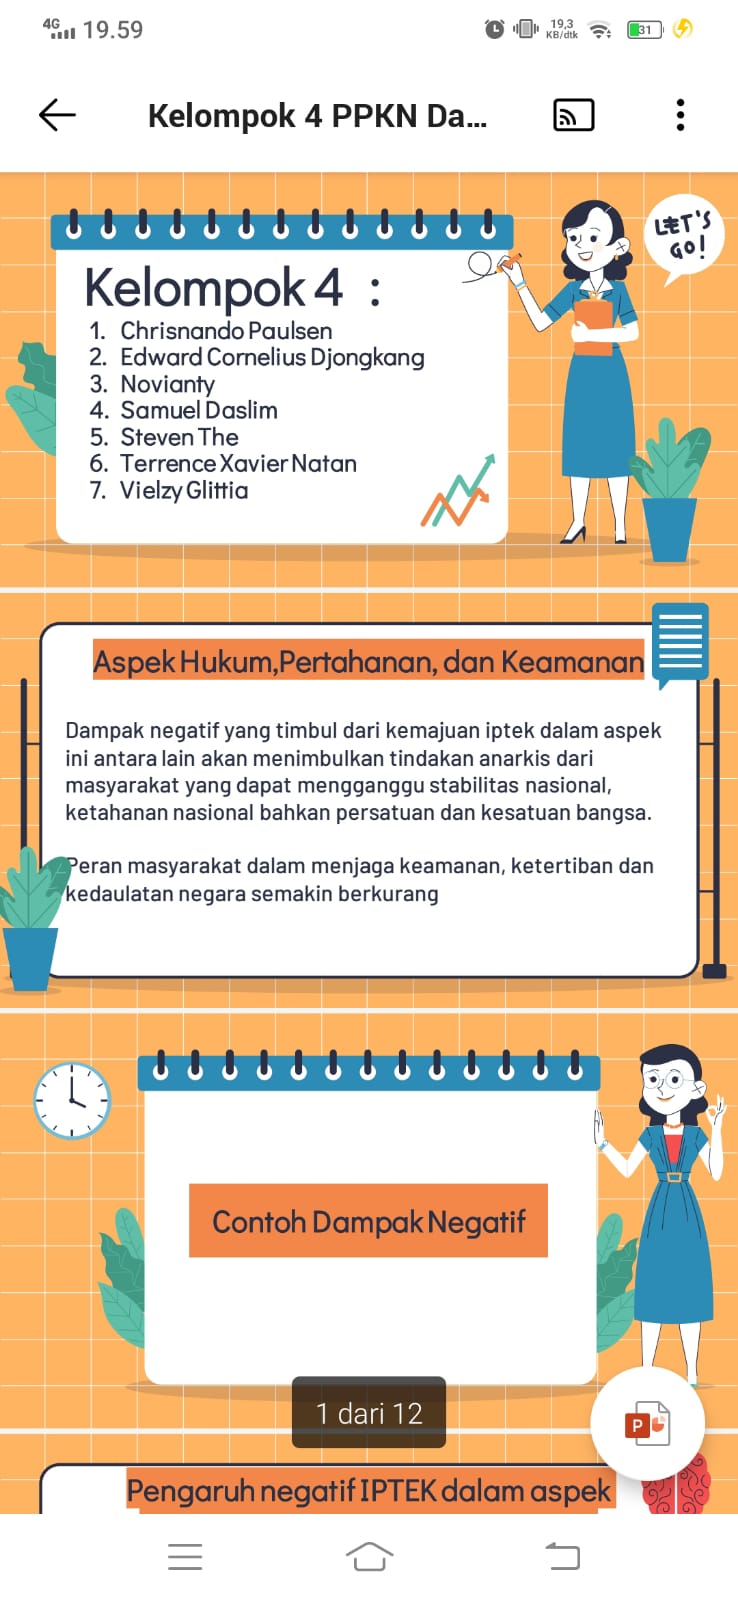 4G 19.59 19,3 KB/dtk 31
Kelompok 4 PPKN Da...
LET'S
GO!
Kelompok 4 :
1. Chrisnando Paulsen
2. Edward Cornelius Djongkang
3. Novianty
4. Samuel Daslim
5. Steven The
6. Terrence Xavier Natan
7. Vielzy Glittia
Aspek Hukum,Pertahanan, dan Keamanan
Dampak negatif yang timbul dari kemajuan iptek dalam aspek
ini antara lain akan menimbulkan tindakan anarkis dari
masyarakat yang dapat mengganggu stabilitas nasional,
ketahanan nasional bahkan persatuan dan kesatuan bangsa.
Peran masyarakat dalam menjaga keamanan, ketertiban dan
kedaulatan negara semakin berkurang
Contoh Dampak Negatif
1 dari 12
P
Pengaruh negatif IPTEK dalam aspek